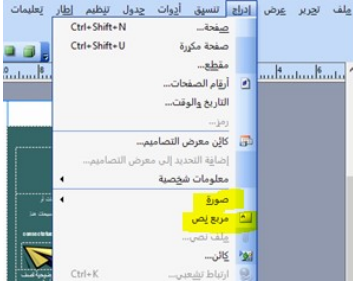 ملف تحرير عرض إدراج تنسيق أدوات جدول تنظيم إطار تعليمات
صفحة... Ctrl+Shift+N
صفحة مكررة Ctrl+Shift+U
مقطع...
أرقام الصفحات...
التاريخ والوقت...
رمز...
كائن معرض التصاميم...
إضافة التحديد إلى معرض التصاميم...
معلومات شخصية
صورة
مربع نص
ملف نصي...
كائن...
ارتباط تشعبي... Ctrl+K